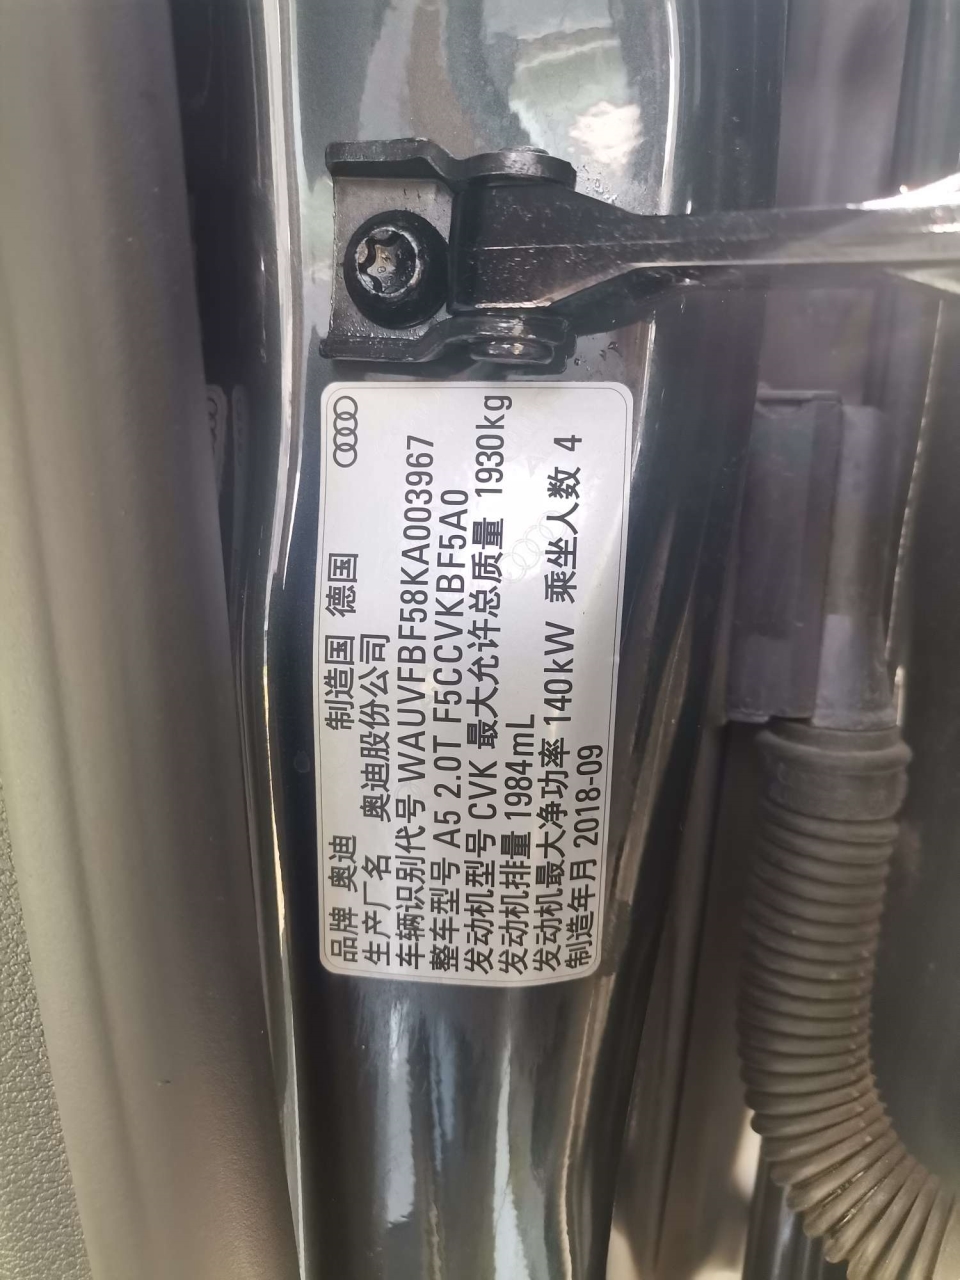 品牌 奥迪 制造国 德国
生产厂名 奥迪股份公司
车辆识别代号 WAUVFBF58KA003967
整车型号 A5 2.0T F5CCVKBF5A0
发动机型号 CVK 最大允许总质量 1930kg
发动机排量 1984mL
发动机最大净功率 140kW 乘坐人数 4
制造年月 2018-09